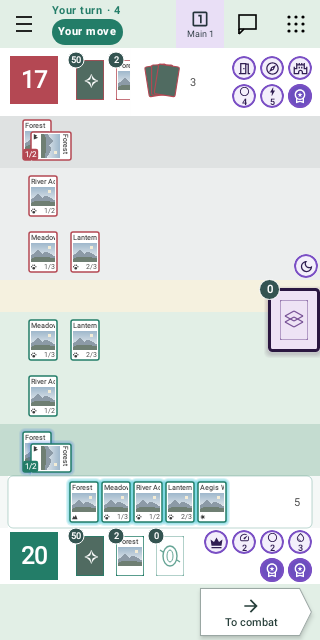 Your turn · 4
Your move
1
Main 1
17
50
2
3
4
5
Forest
1/2
Forest
River Ac
1/2
Meadow
1/3
Lantern
2/3
0
Meadow
1/3
Lantern
2/3
River Ac
1/2
Forest
1/2
Forest
Forest
Meadow
1/3
River Ac
1/2
Lantern
2/3
Aegis W
5
20
50
2
Forest
0
2
2
3
To combat